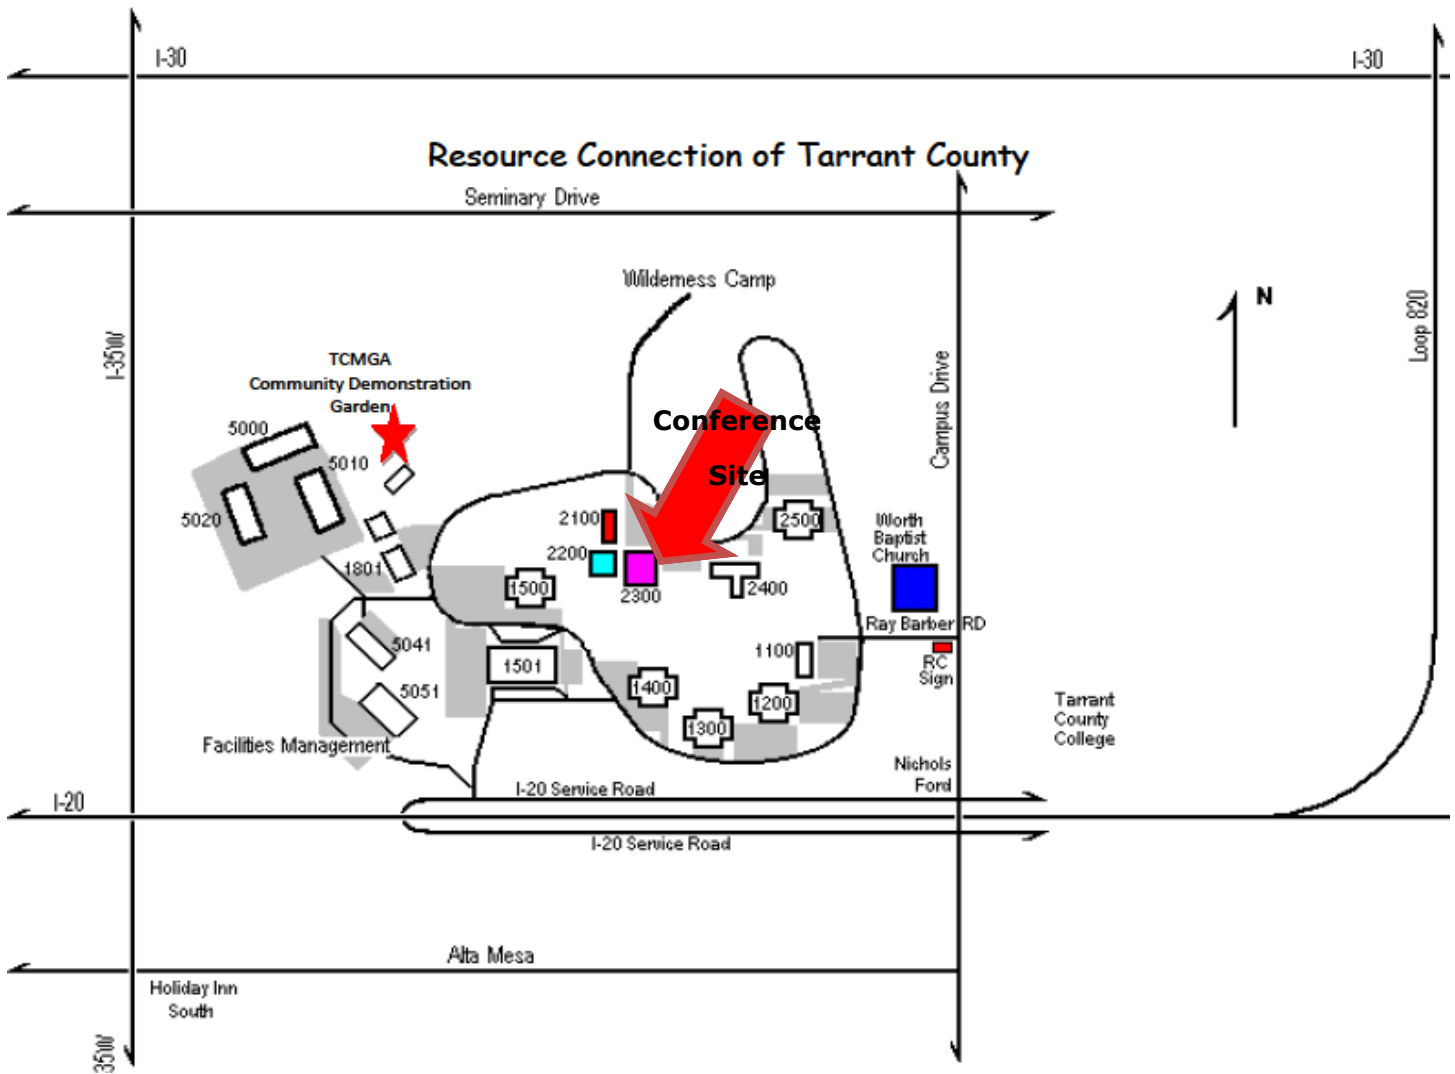 I-30
I-30
Resource Connection of Tarrant County
Seminary Drive
Wilderness Camp
N
I-35W
Loop 820
Campus Drive
TCMGA
Community Demonstration
Garden
Conference
Site
5000
5010
5020
2100
2500
Worth
Baptist
Church
2200
1801
1500
2300
2400
Ray Barber RD
5041
1501
1100
RC
Sign
5051
1400
1200
1300
Tarrant
County
College
Facilities Management
Nichols
Ford
I-20
I-20 Service Road
I-20 Service Road
Alta Mesa
Holiday Inn
South
35W